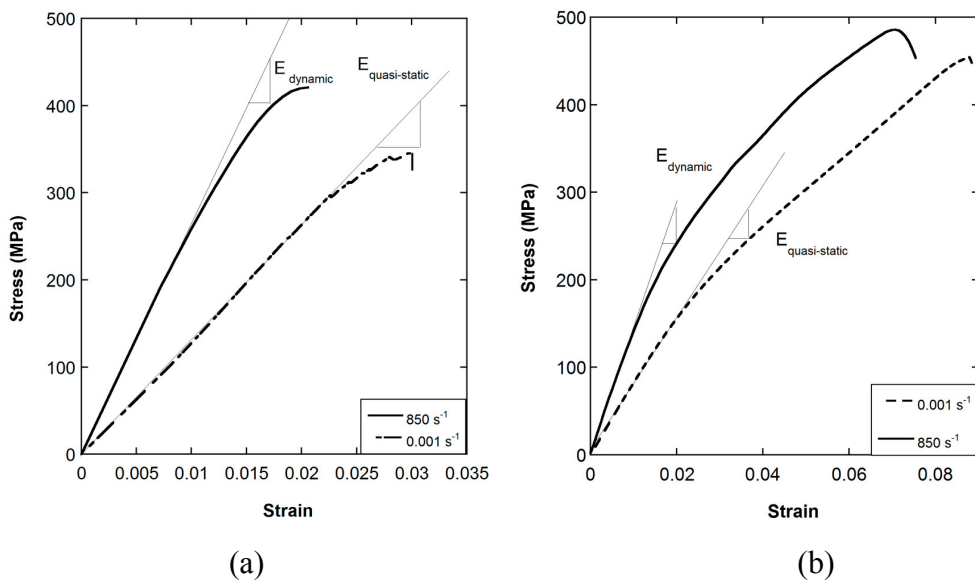 500
400
300
200
100
0
Stress (MPa)
E dynamic
E quasi-static
850 s-1
0.001 s-1
0 0.005 0.01 0.015 0.02 0.025 0.03 0.035
Strain
(a)
500
400
300
200
100
0
Stress (MPa)
E dynamic
E quasi-static
0.001 s-1
850 s-1
0 0.02 0.04 0.06 0.08
Strain
(b)